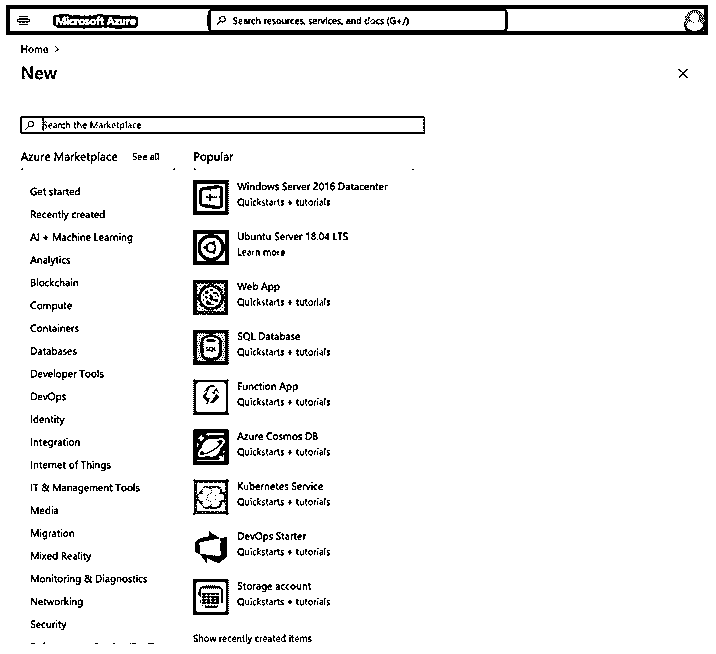 Microsoft Azure
Search resources, services, and docs (G+/)
Home >
New
Search the Marketplace
Azure Marketplace See all
Get started
Recently created
AI + Machine Learning
Analytics
Blockchain
Compute
Containers
Databases
Developer Tools
DevOps
Identity
Integration
Internet of Things
IT & Management Tools
Media
Migration
Mixed Reality
Monitoring & Diagnostics
Networking
Security
Popular
Windows Server 2016 Datacenter
Quickstarts + tutorials
Ubuntu Server 18.04 LTS
Learn more
Web App
Quickstarts + tutorials
SQL
SQL Database
Quickstarts + tutorials
Function App
Quickstarts + tutorials
Azure Cosmos DB
Quickstarts + tutorials
Kubernetes Service
Quickstarts + tutorials
DevOps Starter
Quickstarts + tutorials
Storage account
Quickstarts + tutorials
Show recently created items